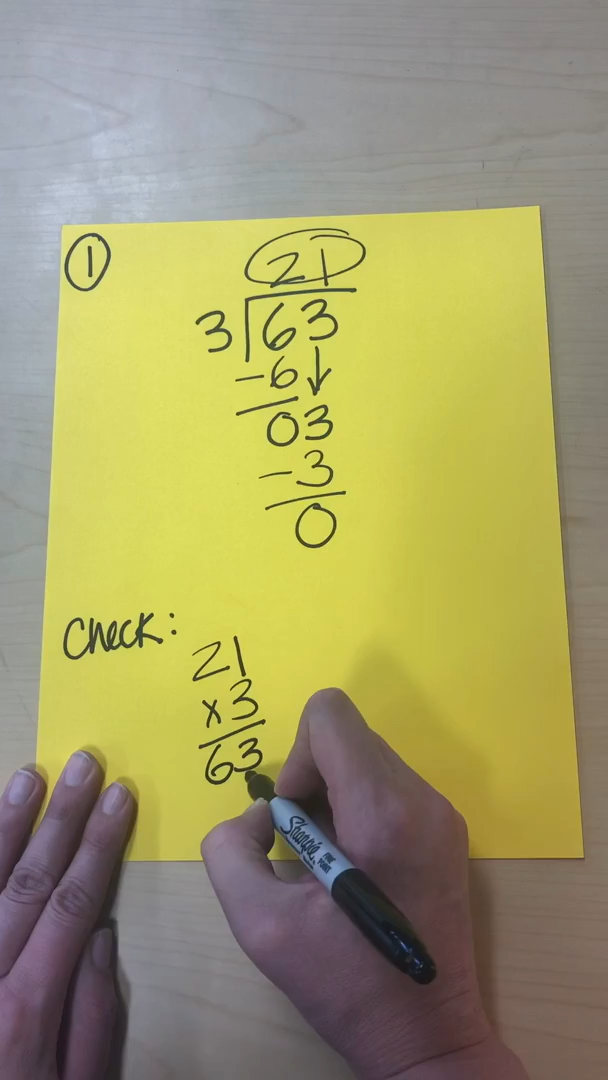 1
21
3 63
-6↓
03
-3
0
Check:
21
x3
63
Sharpie
FINE POINT